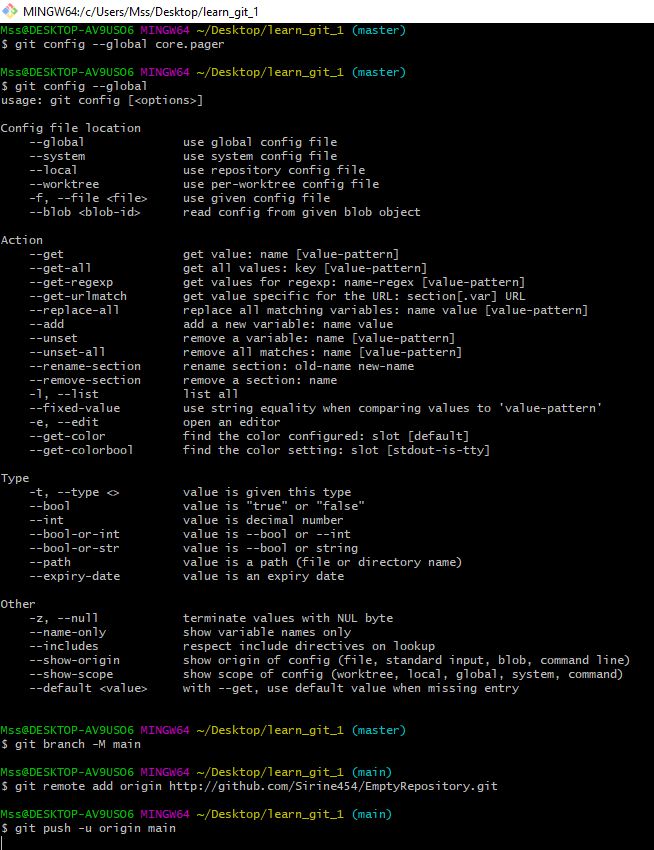 MINGW64:/c/Users/Mss/Desktop/learn_git_1
Mss@DESKTOP-AV9USO6 MINGW64 ~/Desktop/learn_git_1 (master)
$ git config --global core.pager
Mss@DESKTOP-AV9USO6 MINGW64 ~/Desktop/learn_git_1 (master)
$ git config --global
usage: git config [<options>]
Config file location
    --global              use global config file
    --system              use system config file
    --local               use repository config file
    --worktree            use per-worktree config file
    -f, --file <file>     use given config file
    --blob <blob-id>      read config from given blob object
Action
    --get                 get value: name [value-pattern]
    --get-all             get all values: key [value-pattern]
    --get-regexp          get values for regexp: name-regex [value-pattern]
    --get-urlmatch        get value specific for the URL: section[.var] URL
    --replace-all         replace all matching variables: name value [value-pattern]
    --add                 add a new variable: name value
    --unset               remove a variable: name [value-pattern]
    --unset-all           remove all matches: name [value-pattern]
    --rename-section      rename section: old-name new-name
    --remove-section      remove a section: name
    -l, --list            list all
    --fixed-value         use string equality when comparing values to 'value-pattern'
    -e, --edit            open an editor
    --get-color           find the color configured: slot [default]
    --get-colorbool       find the color setting: slot [stdout-is-tty]
Type
    -t, --type <>         value is given this type
    --bool                value is "true" or "false"
    --int                 value is decimal number
    --bool-or-int         value is --bool or --int
    --bool-or-str         value is --bool or string
    --path                value is a path (file or directory name)
    --expiry-date         value is an expiry date
Other
    -z, --null            terminate values with NUL byte
    --name-only           show variable names only
    --includes            respect include directives on lookup
    --show-origin         show origin of config (file, standard input, blob, command line)
    --show-scope          show scope of config (worktree, local, global, system, command)
    --default <value>     with --get, use default value when missing entry
Mss@DESKTOP-AV9USO6 MINGW64 ~/Desktop/learn_git_1 (master)
$ git branch -M main
Mss@DESKTOP-AV9USO6 MINGW64 ~/Desktop/learn_git_1 (main)
$ git remote add origin http://github.com/Sirine454/EmptyRepository.git
Mss@DESKTOP-AV9USO6 MINGW64 ~/Desktop/learn_git_1 (main)
$ git push -u origin main